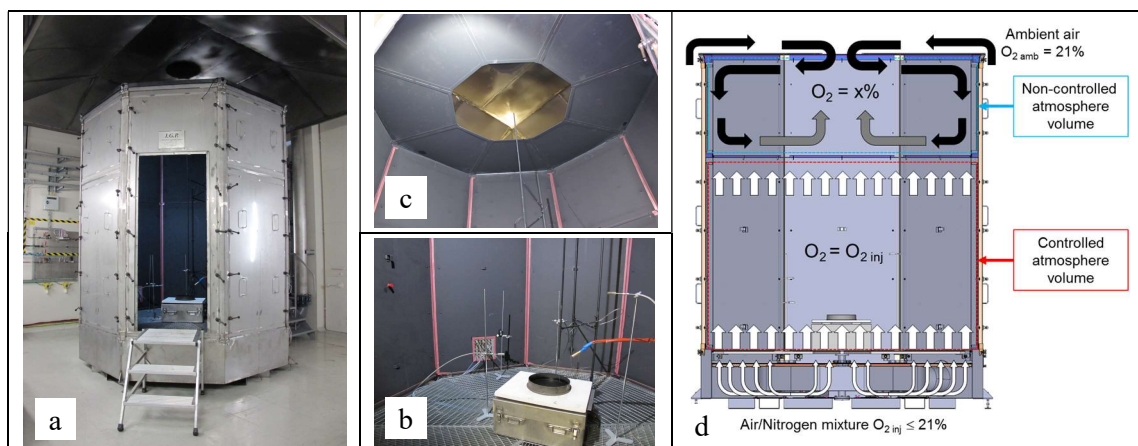 a
c
b
Ambient air
O2 amb = 21%
O2 = x%
Non-controlled
atmosphere
volume
O2 = O2 inj
Controlled
atmosphere
volume
d
Air/Nitrogen mixture O2 inj ≤ 21%